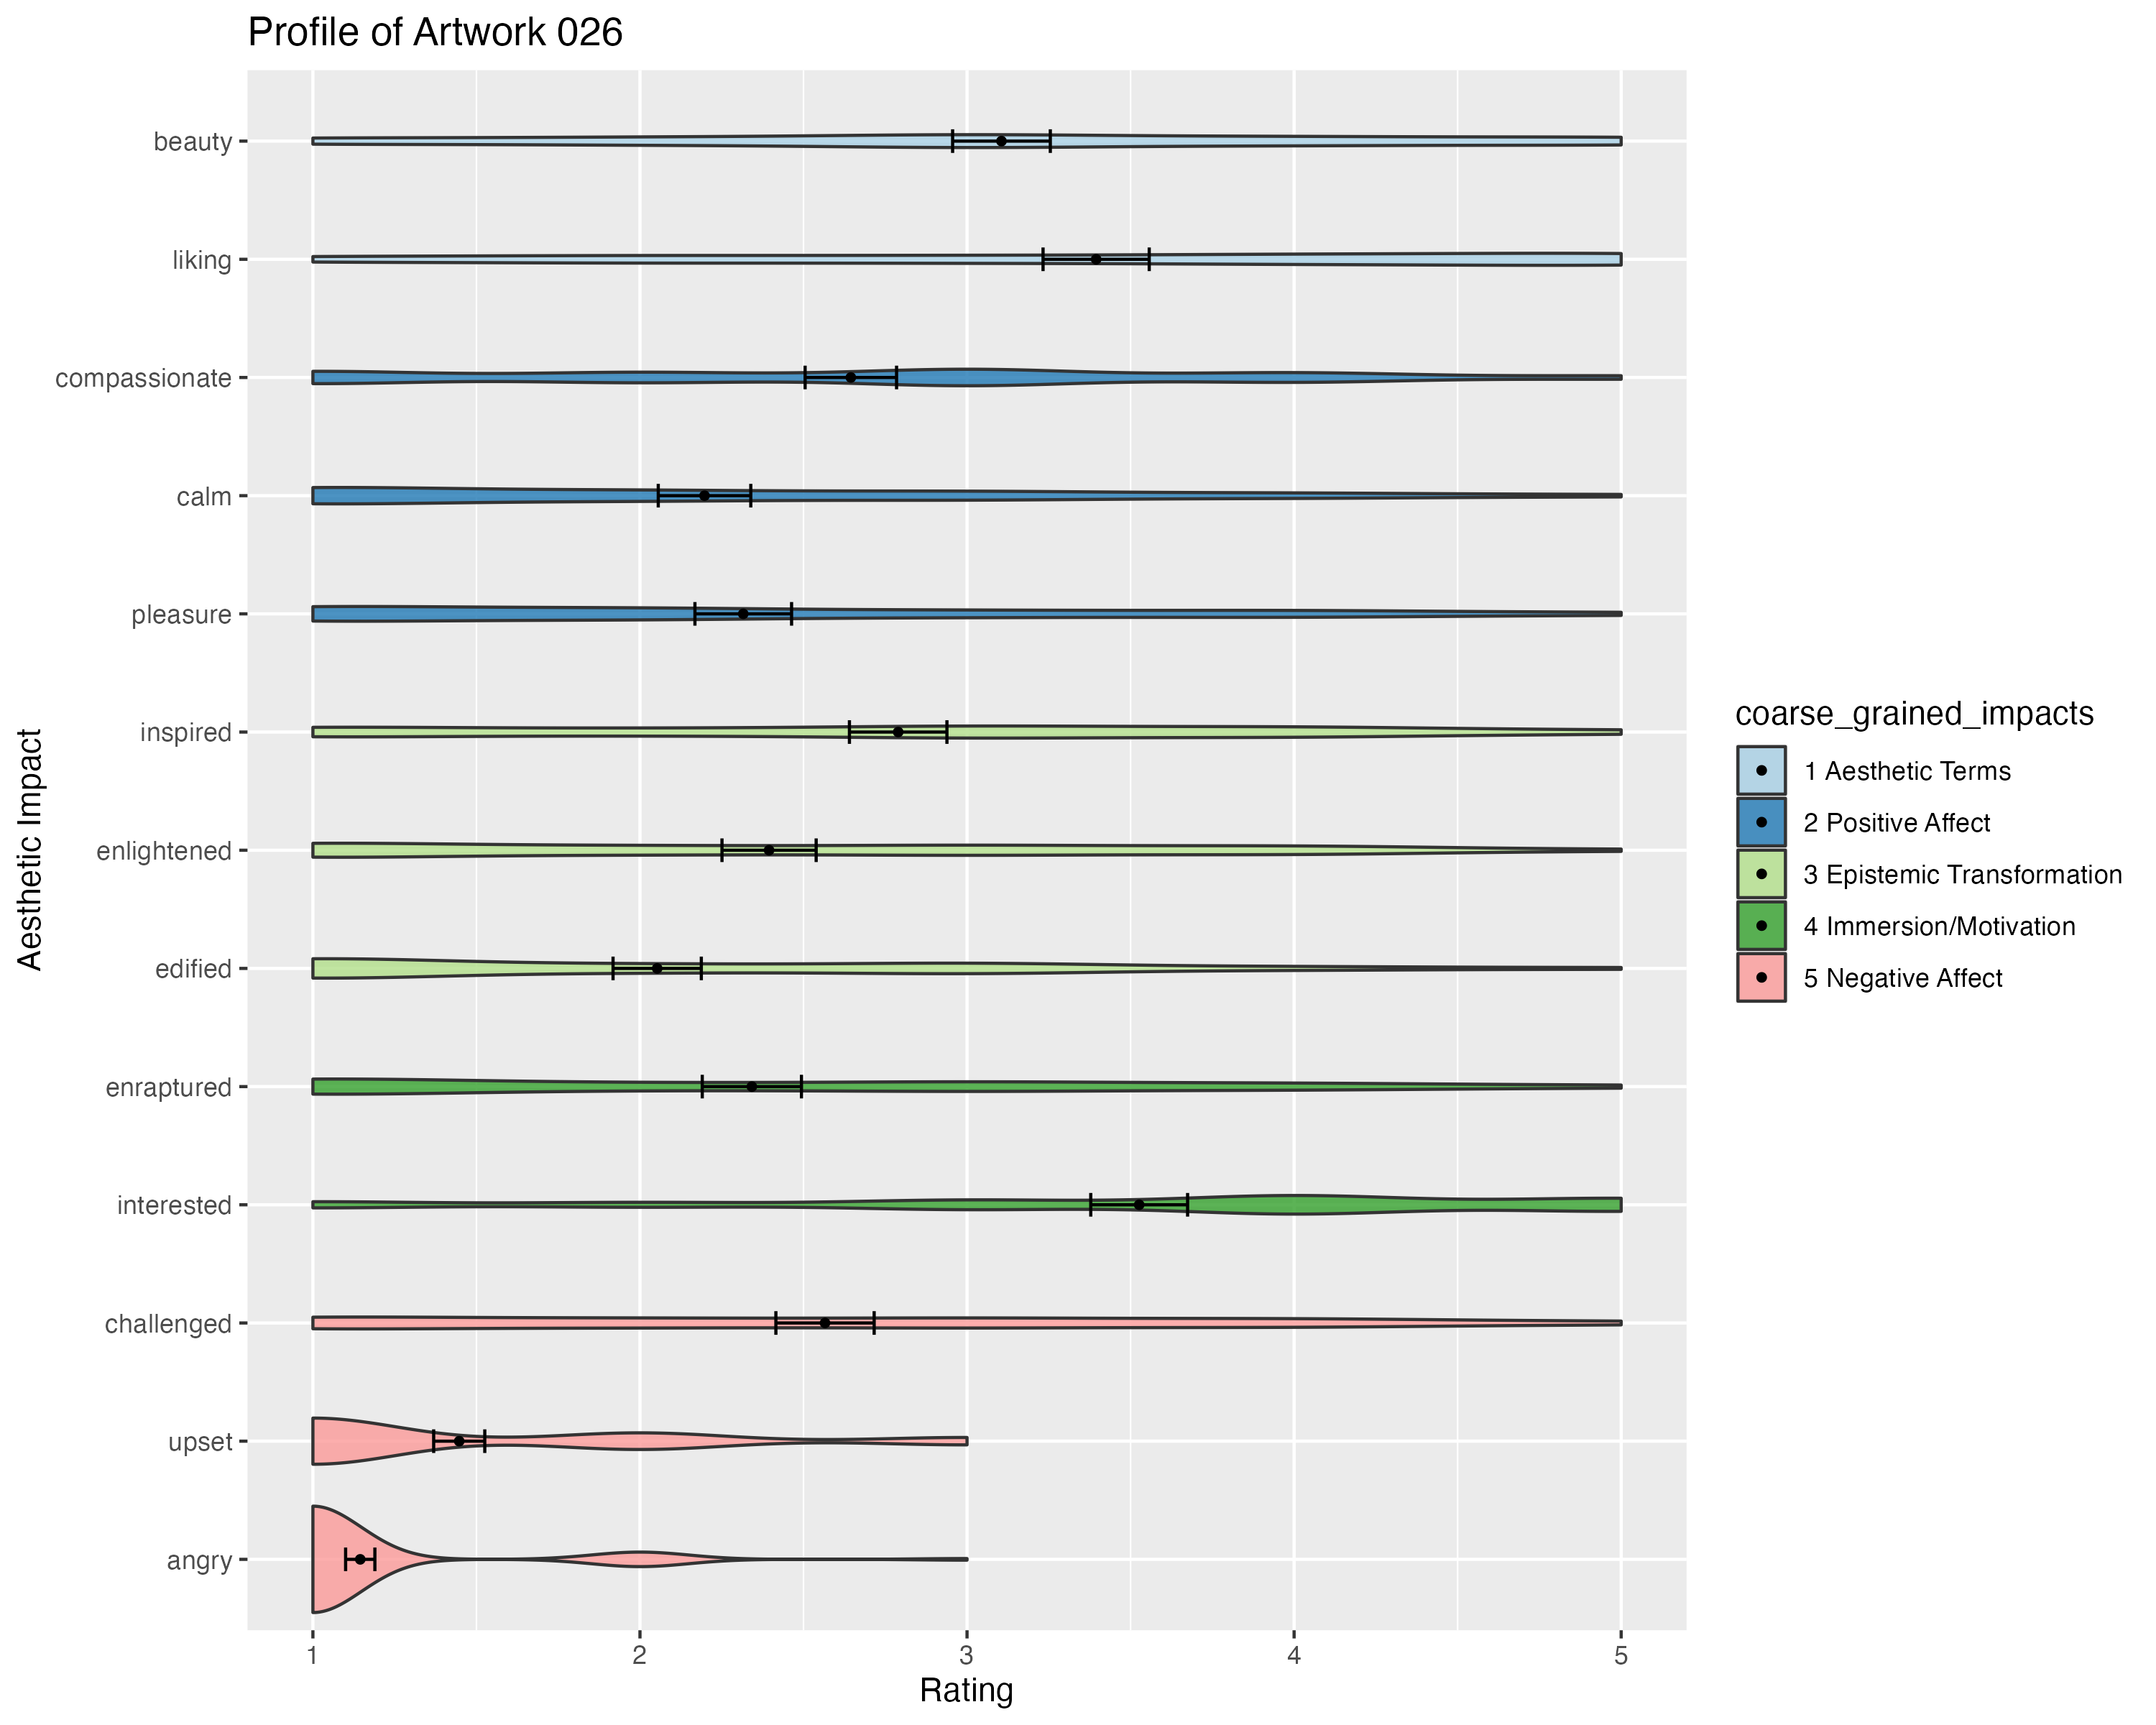 Profile of Artwork 026
Aesthetic Impact
beauty
liking
compassionate
calm
pleasure
inspired
enlightened
edified
enraptured
interested
challenged
upset
angry
1 2 3 4 5
Rating
coarse_grained_impacts
1 Aesthetic Terms
2 Positive Affect
3 Epistemic Transformation
4 Immersion/Motivation
5 Negative Affect